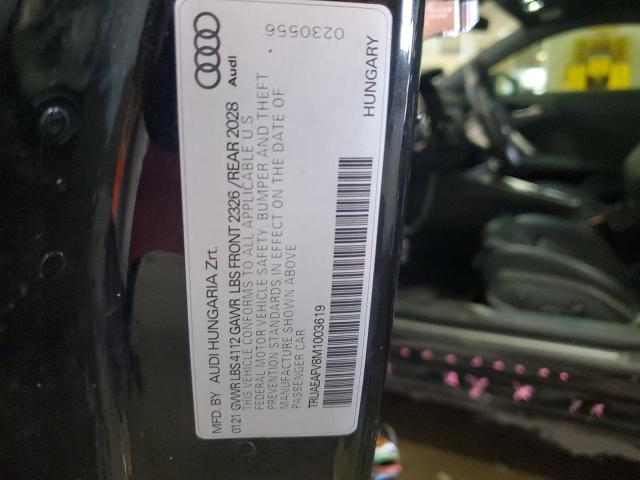 MFD. BY AUDI HUNGARIA Zrt.
0121 GVWR LBS 4112 GAWR LBS FRONT 2326 /REAR 2028
THIS VEHICLE CONFORMS TO ALL APPLICABLE U S
FEDERAL MOTOR VEHICLE SAFETY, BUMPER AND THEFT
PREVENTION STANDARDS IN EFFECT ON THE DATE OF
MANUFACTURE SHOWN ABOVE
PASSENGER CAR
TRUAEAFV8M1003619
HUNGARY
Audi
0230556